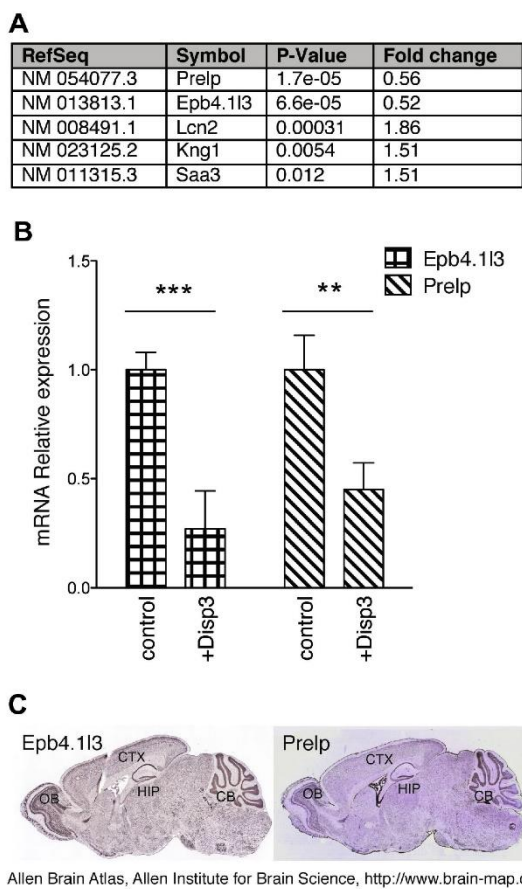 A
RefSeq Symbol P-Value Fold change
NM 054077.3 Prelp 1.7e-05 0.56
NM 013813.1 Epb4.1l3 6.6e-05 0.52
NM 008491.1 Lcn2 0.00031 1.86
NM 023125.2 Kng1 0.0054 1.51
NM 011315.3 Saa3 0.012 1.51
B
Epb4.1l3
Prelp
mRNA Relative expression
1.5
1.0
0.5
0.0
*** **
control +Disp3 control +Disp3
C
Epb4.1l3 Prelp
CTX CTX
OB HIP CB OB HIP CB
Allen Brain Atlas, Allen Institute for Brain Science, http://www.brain-map.o